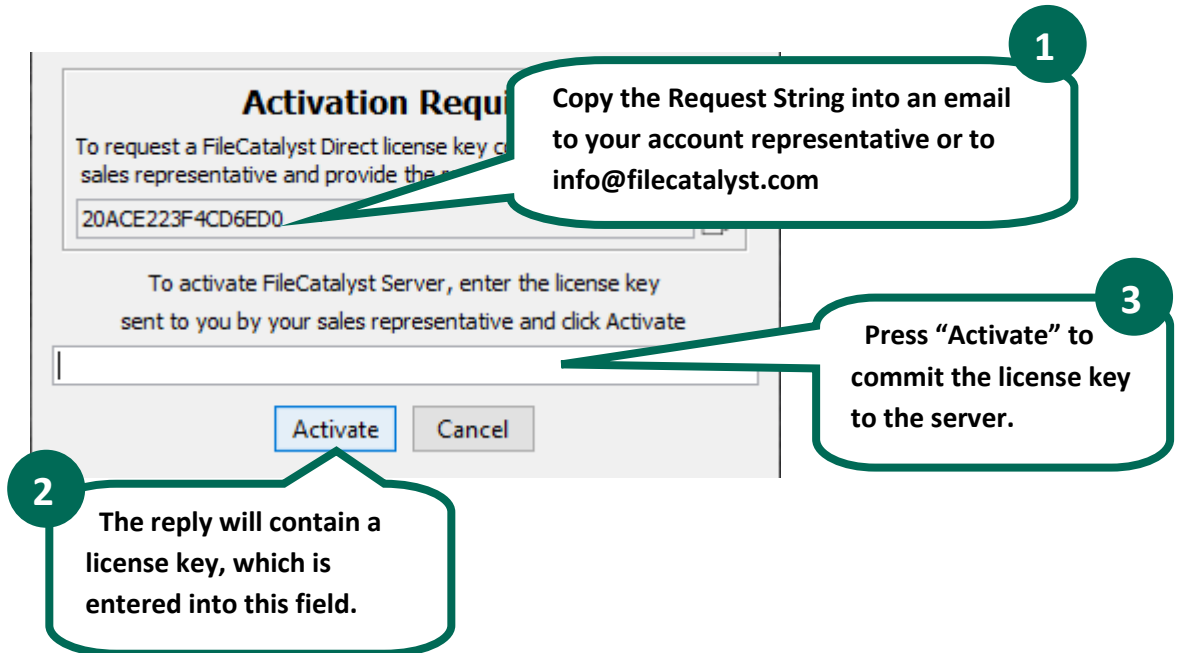 1
Activation Requi
Copy the Request String into an email
to your account representative or to
info@filecatalyst.com
To request a FileCatalyst Direct license key
sales representative and provide the
20ACE223F4CD6ED0
To activate FileCatalyst Server, enter the license key
sent to you by your sales representative and click Activate
3
Press “Activate” to
commit the license key
to the server.
Activate
Cancel
2
The reply will contain a
license key, which is
entered into this field.